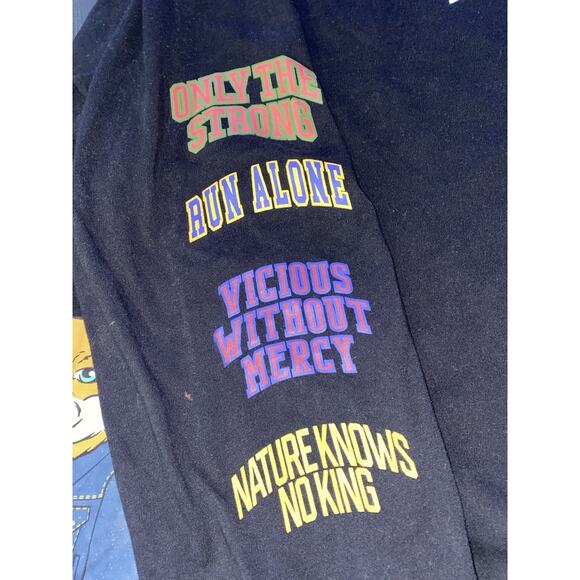 ONLY THE
STRONG
RUN ALONE
VICIOUS
WITHOUT
MERCY
NATURE KNOWS
NO KING